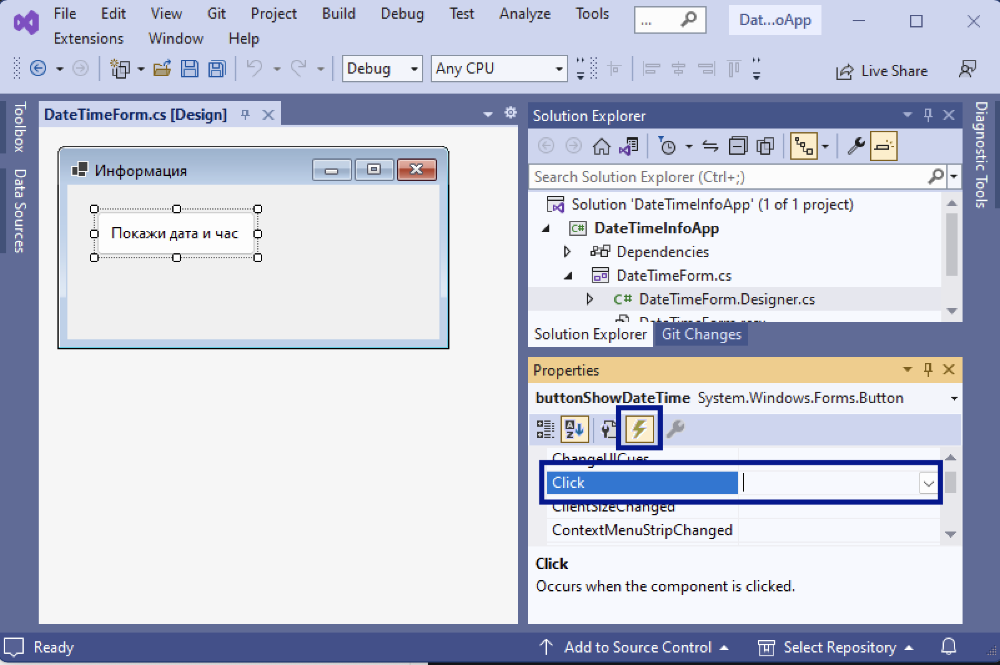 File Edit View Git Project Build Debug Test Analyze Tools ... Dat...oApp
Extensions Window Help
Debug Any CPU Live Share
Toolbox
Data Sources
DateTimeForm.cs [Design]
Информация
Покажи дата и час
Solution Explorer
Search Solution Explorer (Ctrl+;)
Solution 'DateTimeInfoApp' (1 of 1 project)
C# DateTimeInfoApp
Dependencies
DateTimeForm.cs
C# DateTimeForm.Designer.cs
DateTimeForm.resx
Solution Explorer Git Changes
Properties
buttonShowDateTime System.Windows.Forms.Button
ChangeUICues
Click
ClientSizeChanged
ContextMenuStripChanged
Click
Occurs when the component is clicked.
Diagnostic Tools
Ready Add to Source Control Select Repository